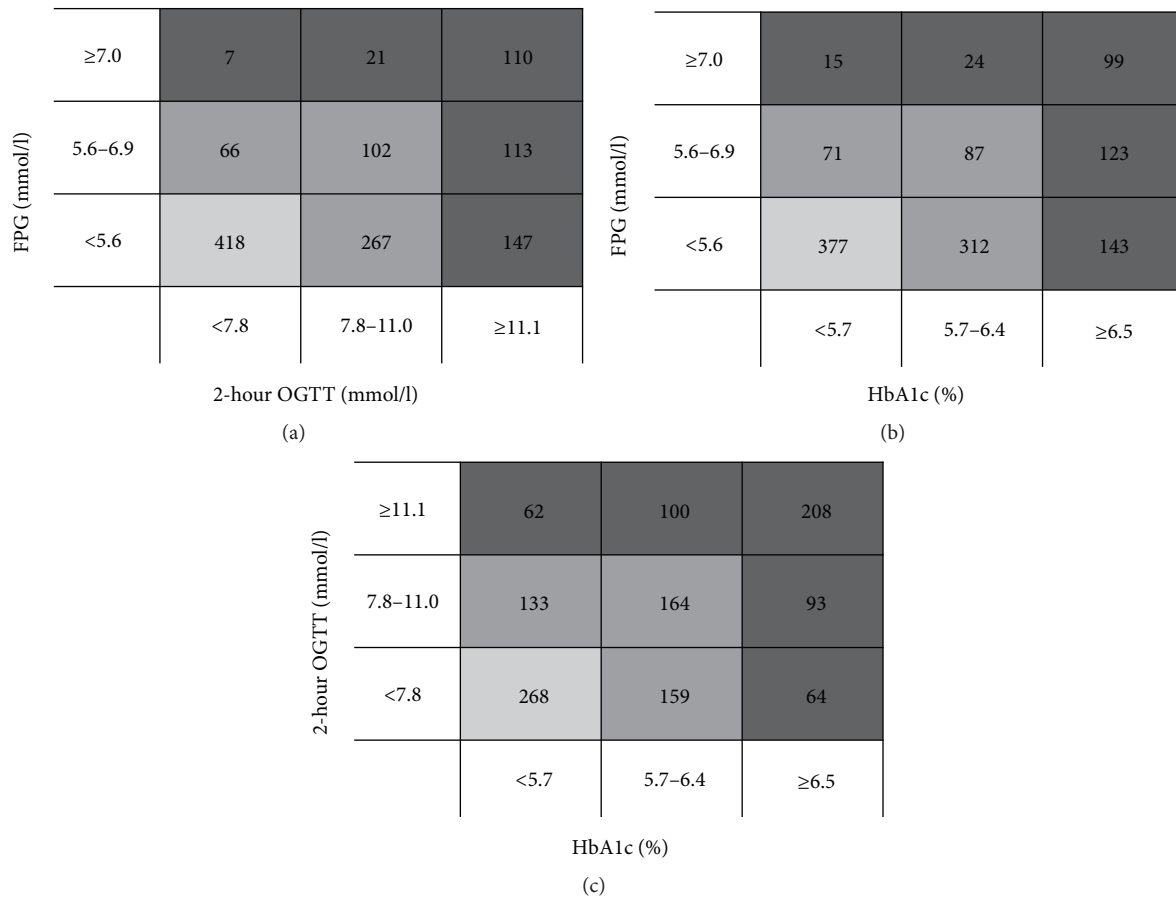 ≥7.0 7 21 110
5.6–6.9 66 102 113
<5.6 418 267 147
<7.8 7.8–11.0 ≥11.1
FPG (mmol/l)
2-hour OGTT (mmol/l)
(a)
≥7.0 15 24 99
5.6–6.9 71 87 123
<5.6 377 312 143
<5.7 5.7–6.4 ≥6.5
FPG (mmol/l)
HbA1c (%)
(b)
≥11.1 62 100 208
7.8–11.0 133 164 93
<7.8 268 159 64
<5.7 5.7–6.4 ≥6.5
2-hour OGTT (mmol/l)
HbA1c (%)
(c)